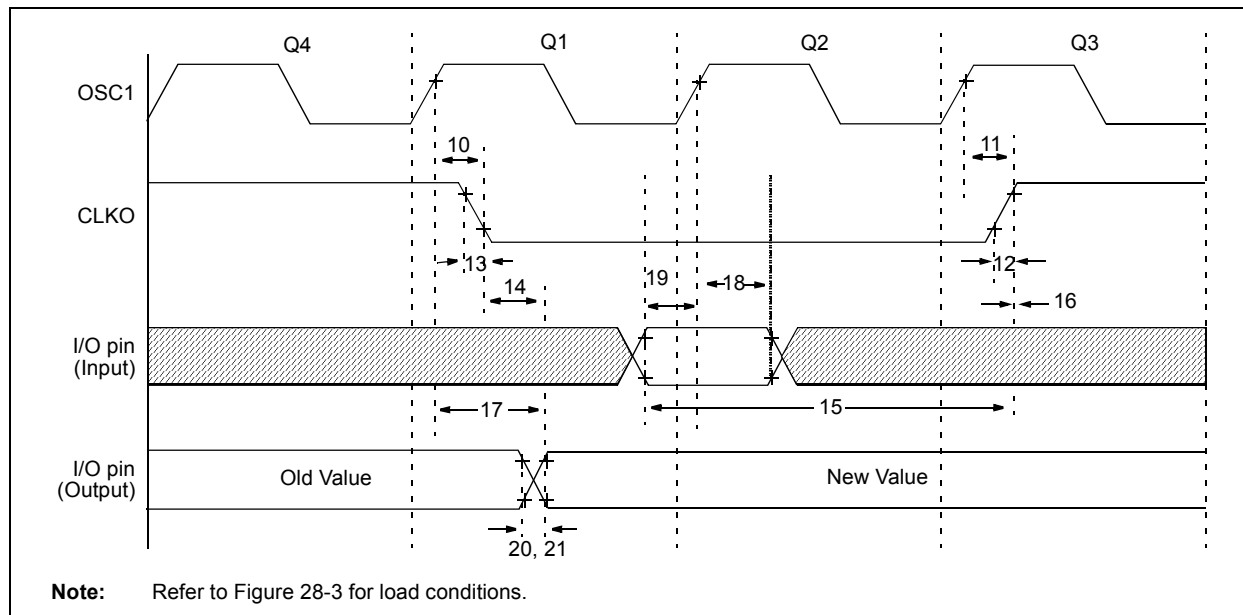 Q4
Q1
Q2
Q3
OSC1
10
11
CLKO
13
12
14
19
18
16
I/O pin
(Input)
17
15
I/O pin
(Output)
Old Value
New Value
20, 21
Note: Refer to Figure 28-3 for load conditions.